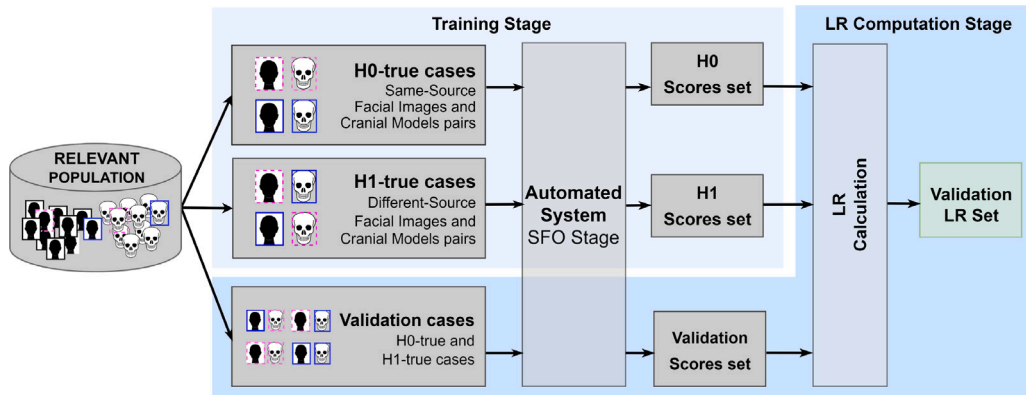 Training Stage
LR Computation Stage
RELEVANT
POPULATION
H0-true cases
Same-Source
Facial Images and
Cranial Models pairs
H1-true cases
Different-Source
Facial Images and
Cranial Models pairs
Validation cases
H0-true and
H1-true cases
Automated
System
SFO Stage
H0
Scores set
H1
Scores set
Validation
Scores set
LR
Calculation
Validation
LR Set